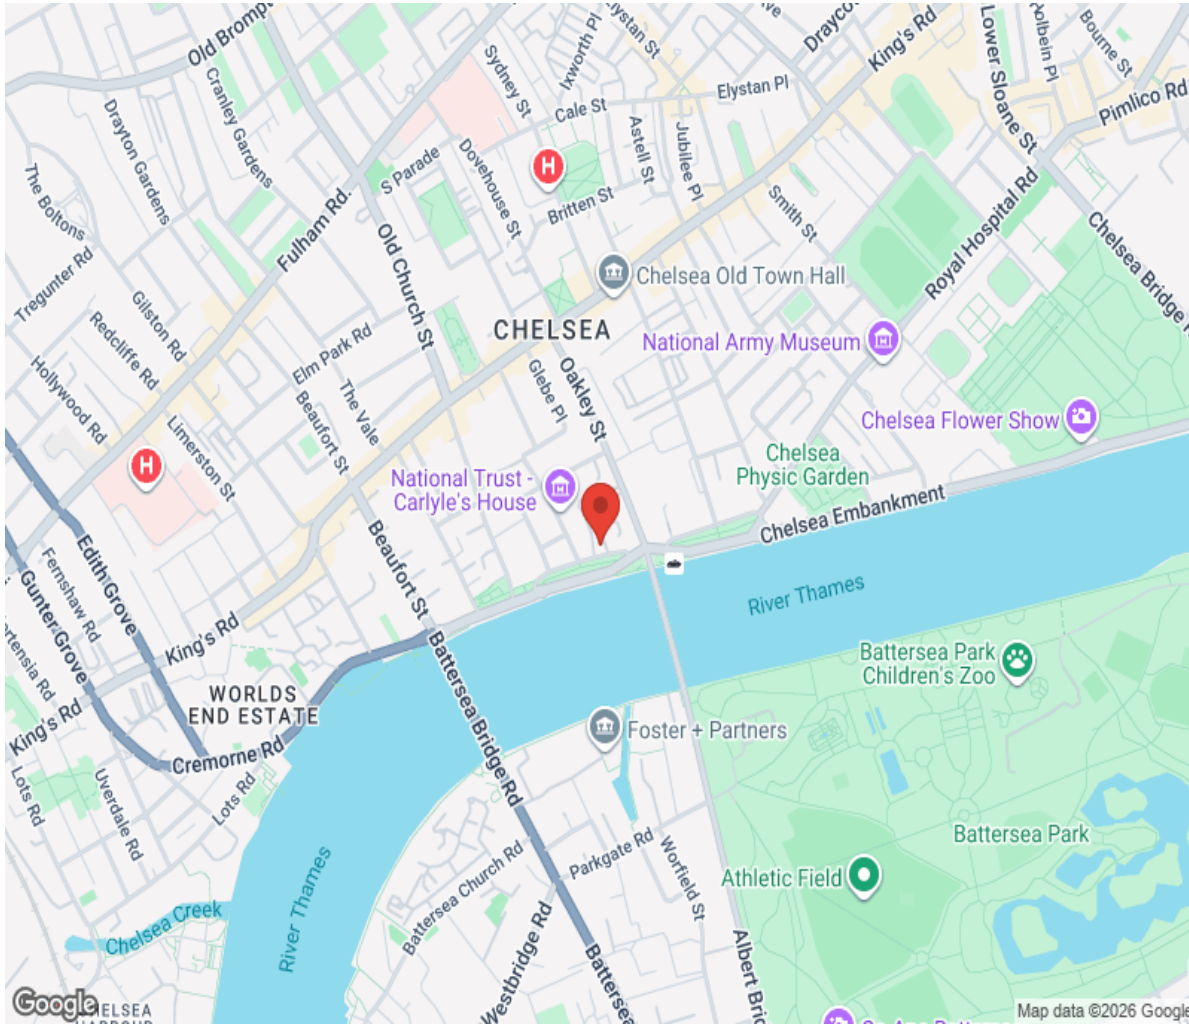 Old Bromp
Cranley Gardens
Drayton Gardens
The Boltons
Tregunter Rd
Gilston Rd
Redcliffe Rd
Hollywood Rd
Limerston St
Fulham Rd.
S Parade
Sydney St
Ixworth Pl
Elystan St
Cale St
Elystan Pl
Draycot
King's Rd
Lower Sloane St
Holbein Pl
Bourne St
Pimlico Rd
Dovehouse St
Astell St
Jubilee Pl
Britten St
Smith St
Royal Hospital Rd
Chelsea Bridge
Old Church St
H
Chelsea Old Town Hall
CHELSEA
National Army Museum
Elm Park Rd
The Vale
Beaufort St
Glebe Pl
Oakley St
Chelsea Flower Show
Chelsea
Physic Garden
National Trust -
Carlyle's House
H
Chelsea Embankment
River Thames
Edith Grove
Gunter Grove
Fernshaw Rd
ertensia Rd
King's Rd
King's Rd
Beaufort St
Battersea Bridge Rd
WORLDS
END ESTATE
Cremorne Rd
Lots Rd
Lots Rd
Uverdale Rd
Battersea Park
Children's Zoo
Foster + Partners
Battersea Park
Athletic Field
Parkgate Rd
Worfield St
Battersea Church Rd
Westbridge Rd
River Thames
Chelsea Creek
Albert Bri
Battersea
Google
CHELSEA
HARBOUR
Map data ©2026 Google